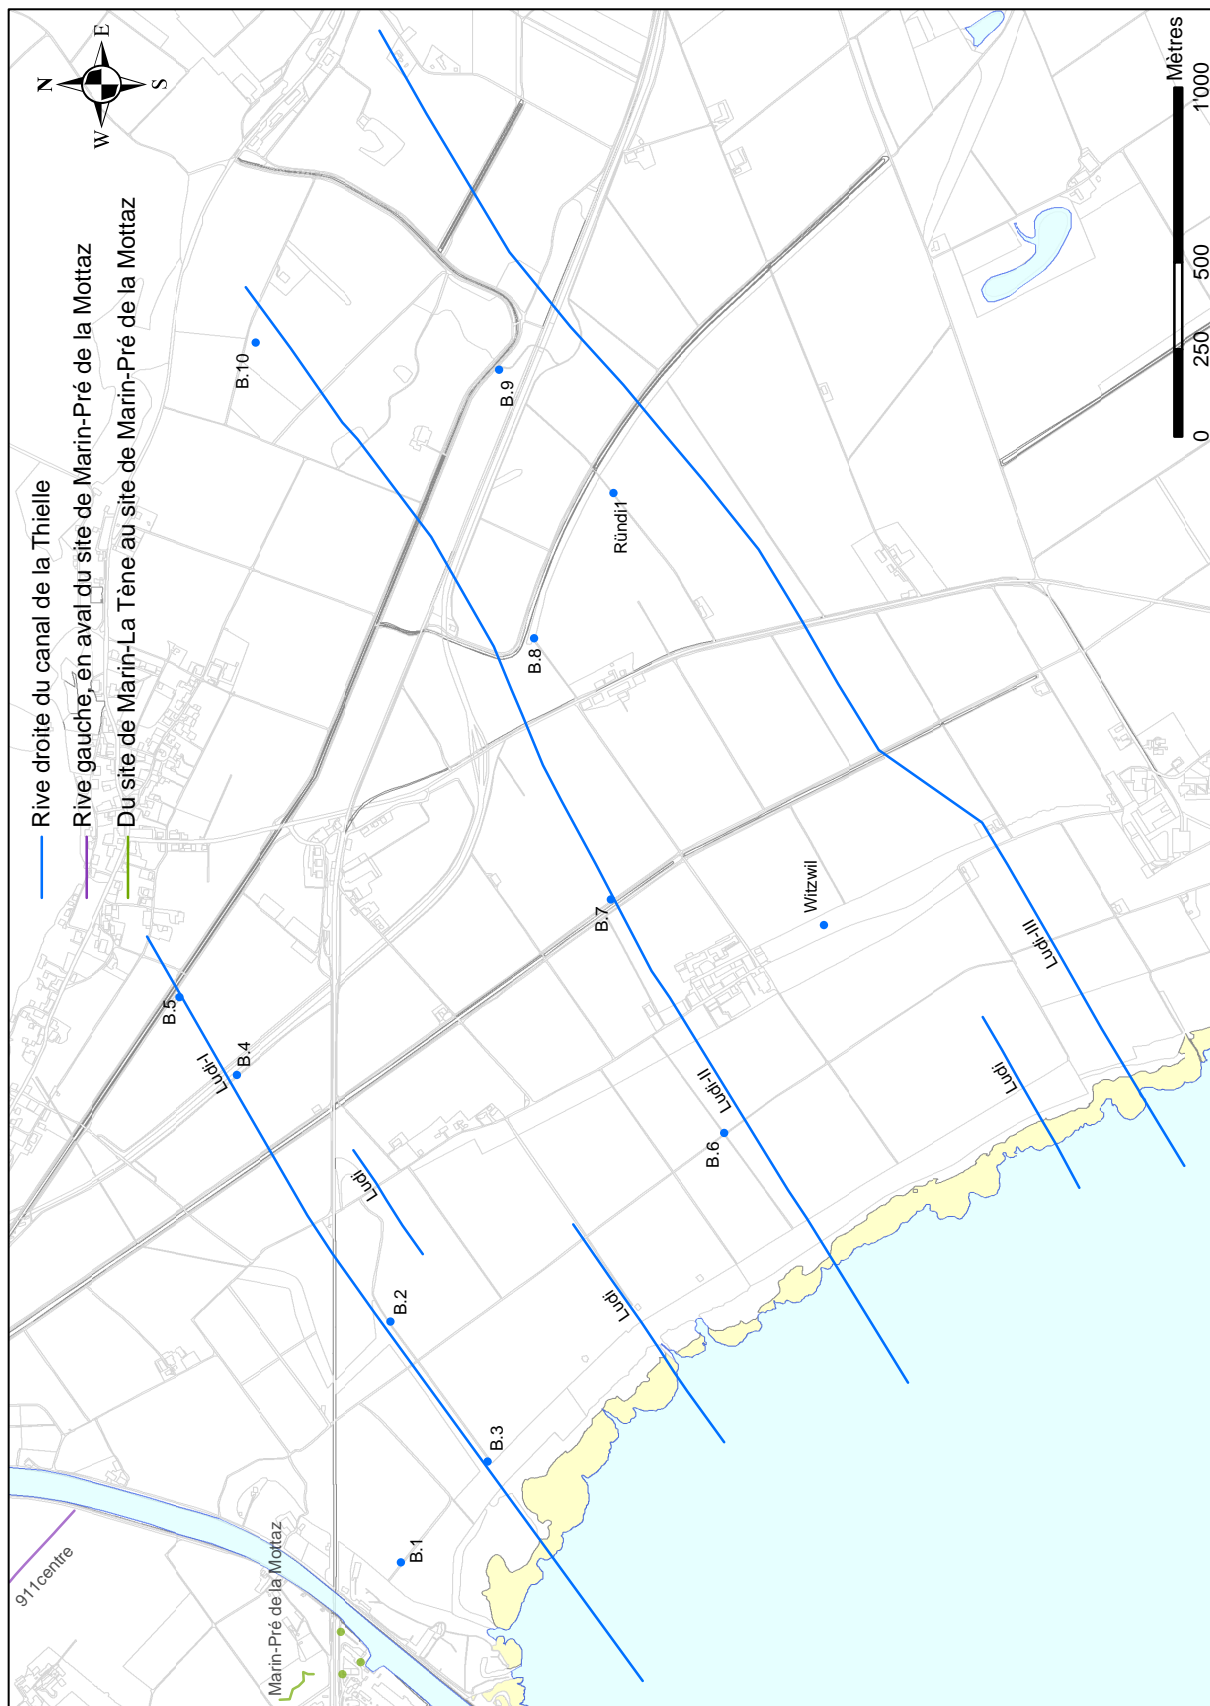 Rive droite du canal de la Thielle
Rive gauche, en aval du site de Marin-Pré de la Mottaz
Du site de Marin-La Tène au site de Marin-Pré de la Mottaz
N
W
E
S
911centre
Marin-Pré de la Mottaz
B.1
B.2
B.3
B.4
B.5
Ludi-I
Ludi
Ludi
B.6
Ludi-II
B.7
B.8
B.9
B.10
Ründi1
Witzwil
Ludi
Ludi-III
0
250
500
1'000
Mètres